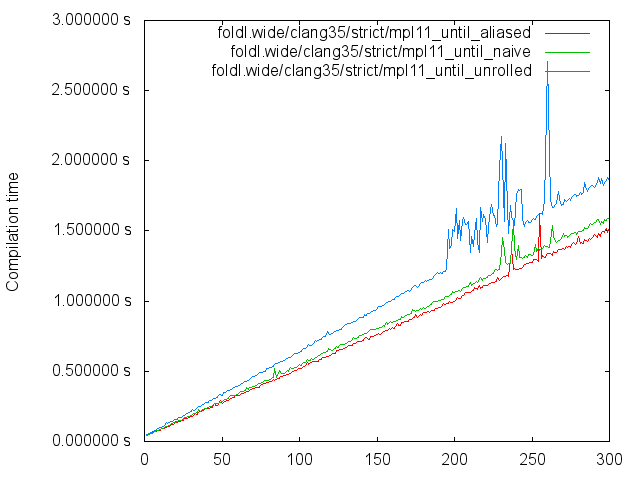 3.000000 s
foldl.wide/clang35/strict/mpl11_until_aliased
foldl.wide/clang35/strict/mpl11_until_naive
foldl.wide/clang35/strict/mpl11_until_unrolled
2.500000 s
2.000000 s
1.500000 s
1.000000 s
0.500000 s
0.000000 s
Compilation time
0 50 100 150 200 250 300